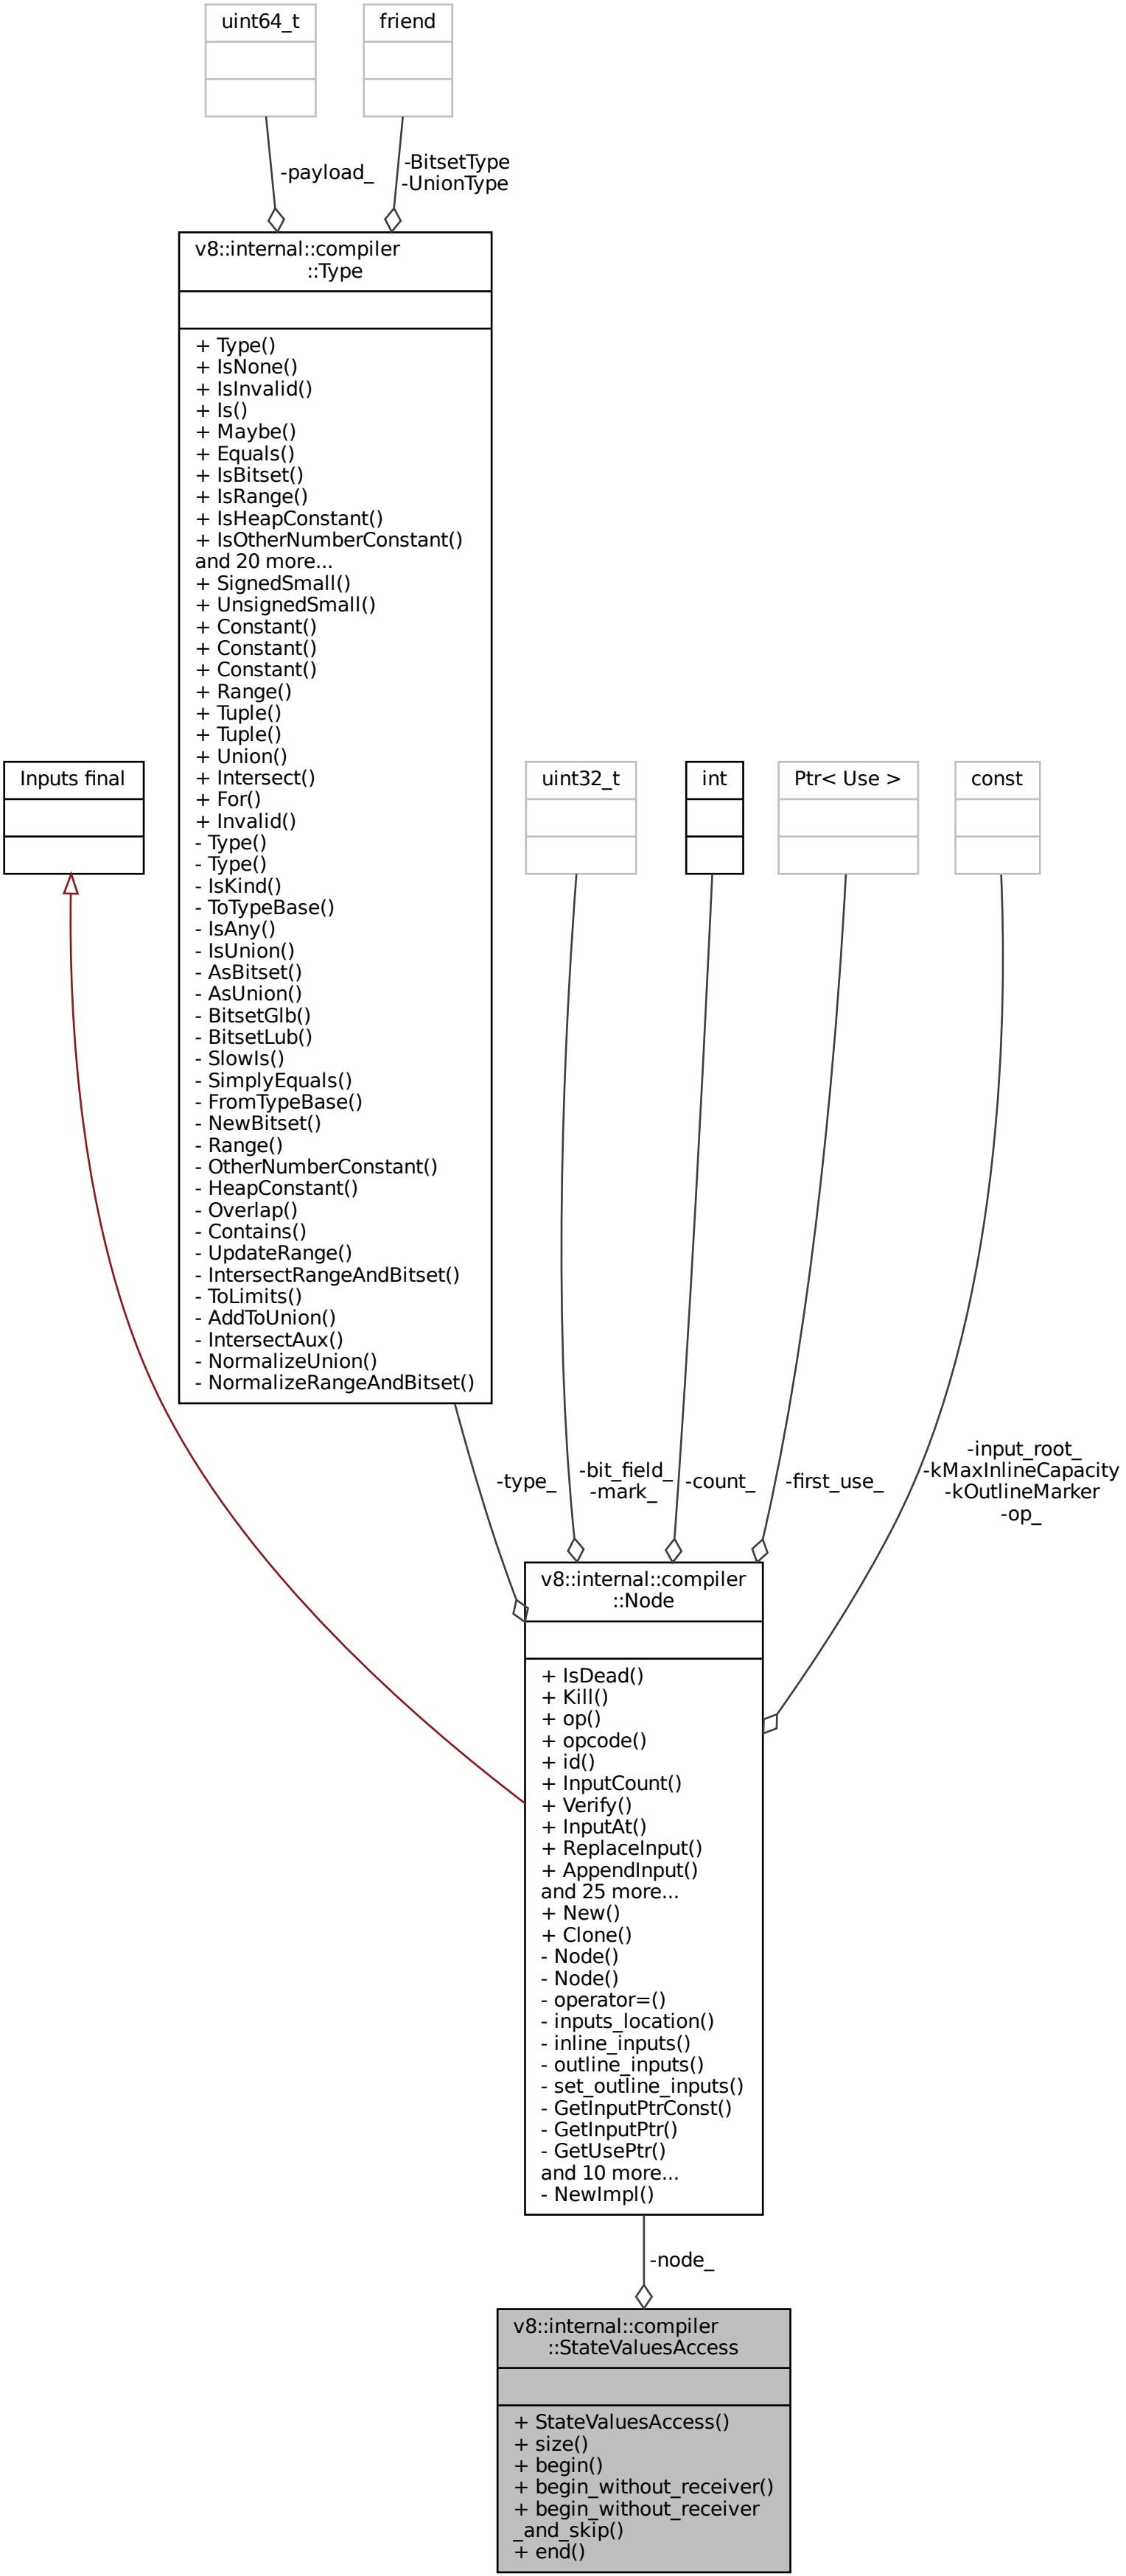 uint64_t
friend
-payload_
-BitsetType
-UnionType
v8::internal::compiler
::Type
+ Type()
+ IsNone()
+ IsInvalid()
+ Is()
+ Maybe()
+ Equals()
+ IsBitset()
+ IsRange()
+ IsHeapConstant()
+ IsOtherNumberConstant()
and 20 more...
+ SignedSmall()
+ UnsignedSmall()
+ Constant()
+ Constant()
+ Constant()
+ Range()
+ Tuple()
+ Tuple()
+ Union()
+ Intersect()
+ For()
+ Invalid()
- Type()
- Type()
- IsKind()
- ToTypeBase()
- IsAny()
- IsUnion()
- AsBitset()
- AsUnion()
- BitsetGlb()
- BitsetLub()
- SlowIs()
- SimplyEquals()
- FromTypeBase()
- NewBitset()
- Range()
- OtherNumberConstant()
- HeapConstant()
- Overlap()
- Contains()
- UpdateRange()
- IntersectRangeAndBitset()
- ToLimits()
- AddToUnion()
- IntersectAux()
- NormalizeUnion()
- NormalizeRangeAndBitset()
Inputs final
uint32_t
int
Ptr< Use >
const
-type_
-bit_field_
-mark_
-count_
-first_use_
-input_root_
-kMaxInlineCapacity
-kOutlineMarker
-op_
v8::internal::compiler
::Node
+ IsDead()
+ Kill()
+ op()
+ opcode()
+ id()
+ InputCount()
+ Verify()
+ InputAt()
+ ReplaceInput()
+ AppendInput()
and 25 more...
+ New()
+ Clone()
- Node()
- Node()
- operator=()
- inputs_location()
- inline_inputs()
- outline_inputs()
- set_outline_inputs()
- GetInputPtrConst()
- GetInputPtr()
- GetUsePtr()
and 10 more...
- NewImpl()
-node_
v8::internal::compiler
::StateValuesAccess
+ StateValuesAccess()
+ size()
+ begin()
+ begin_without_receiver()
+ begin_without_receiver
_and_skip()
+ end()